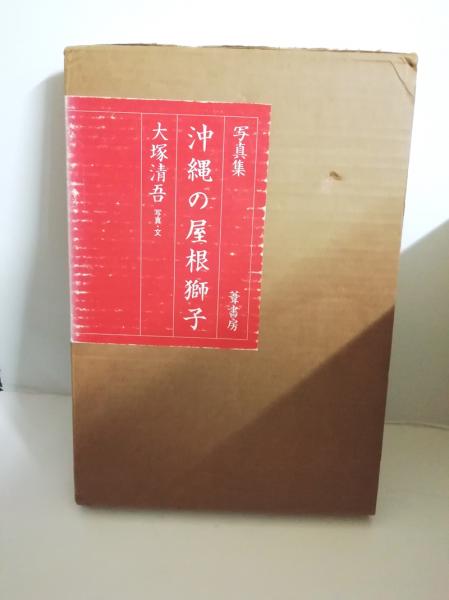 写真集
葦書房
沖縄の屋根獅子
大塚清吾
写真・文